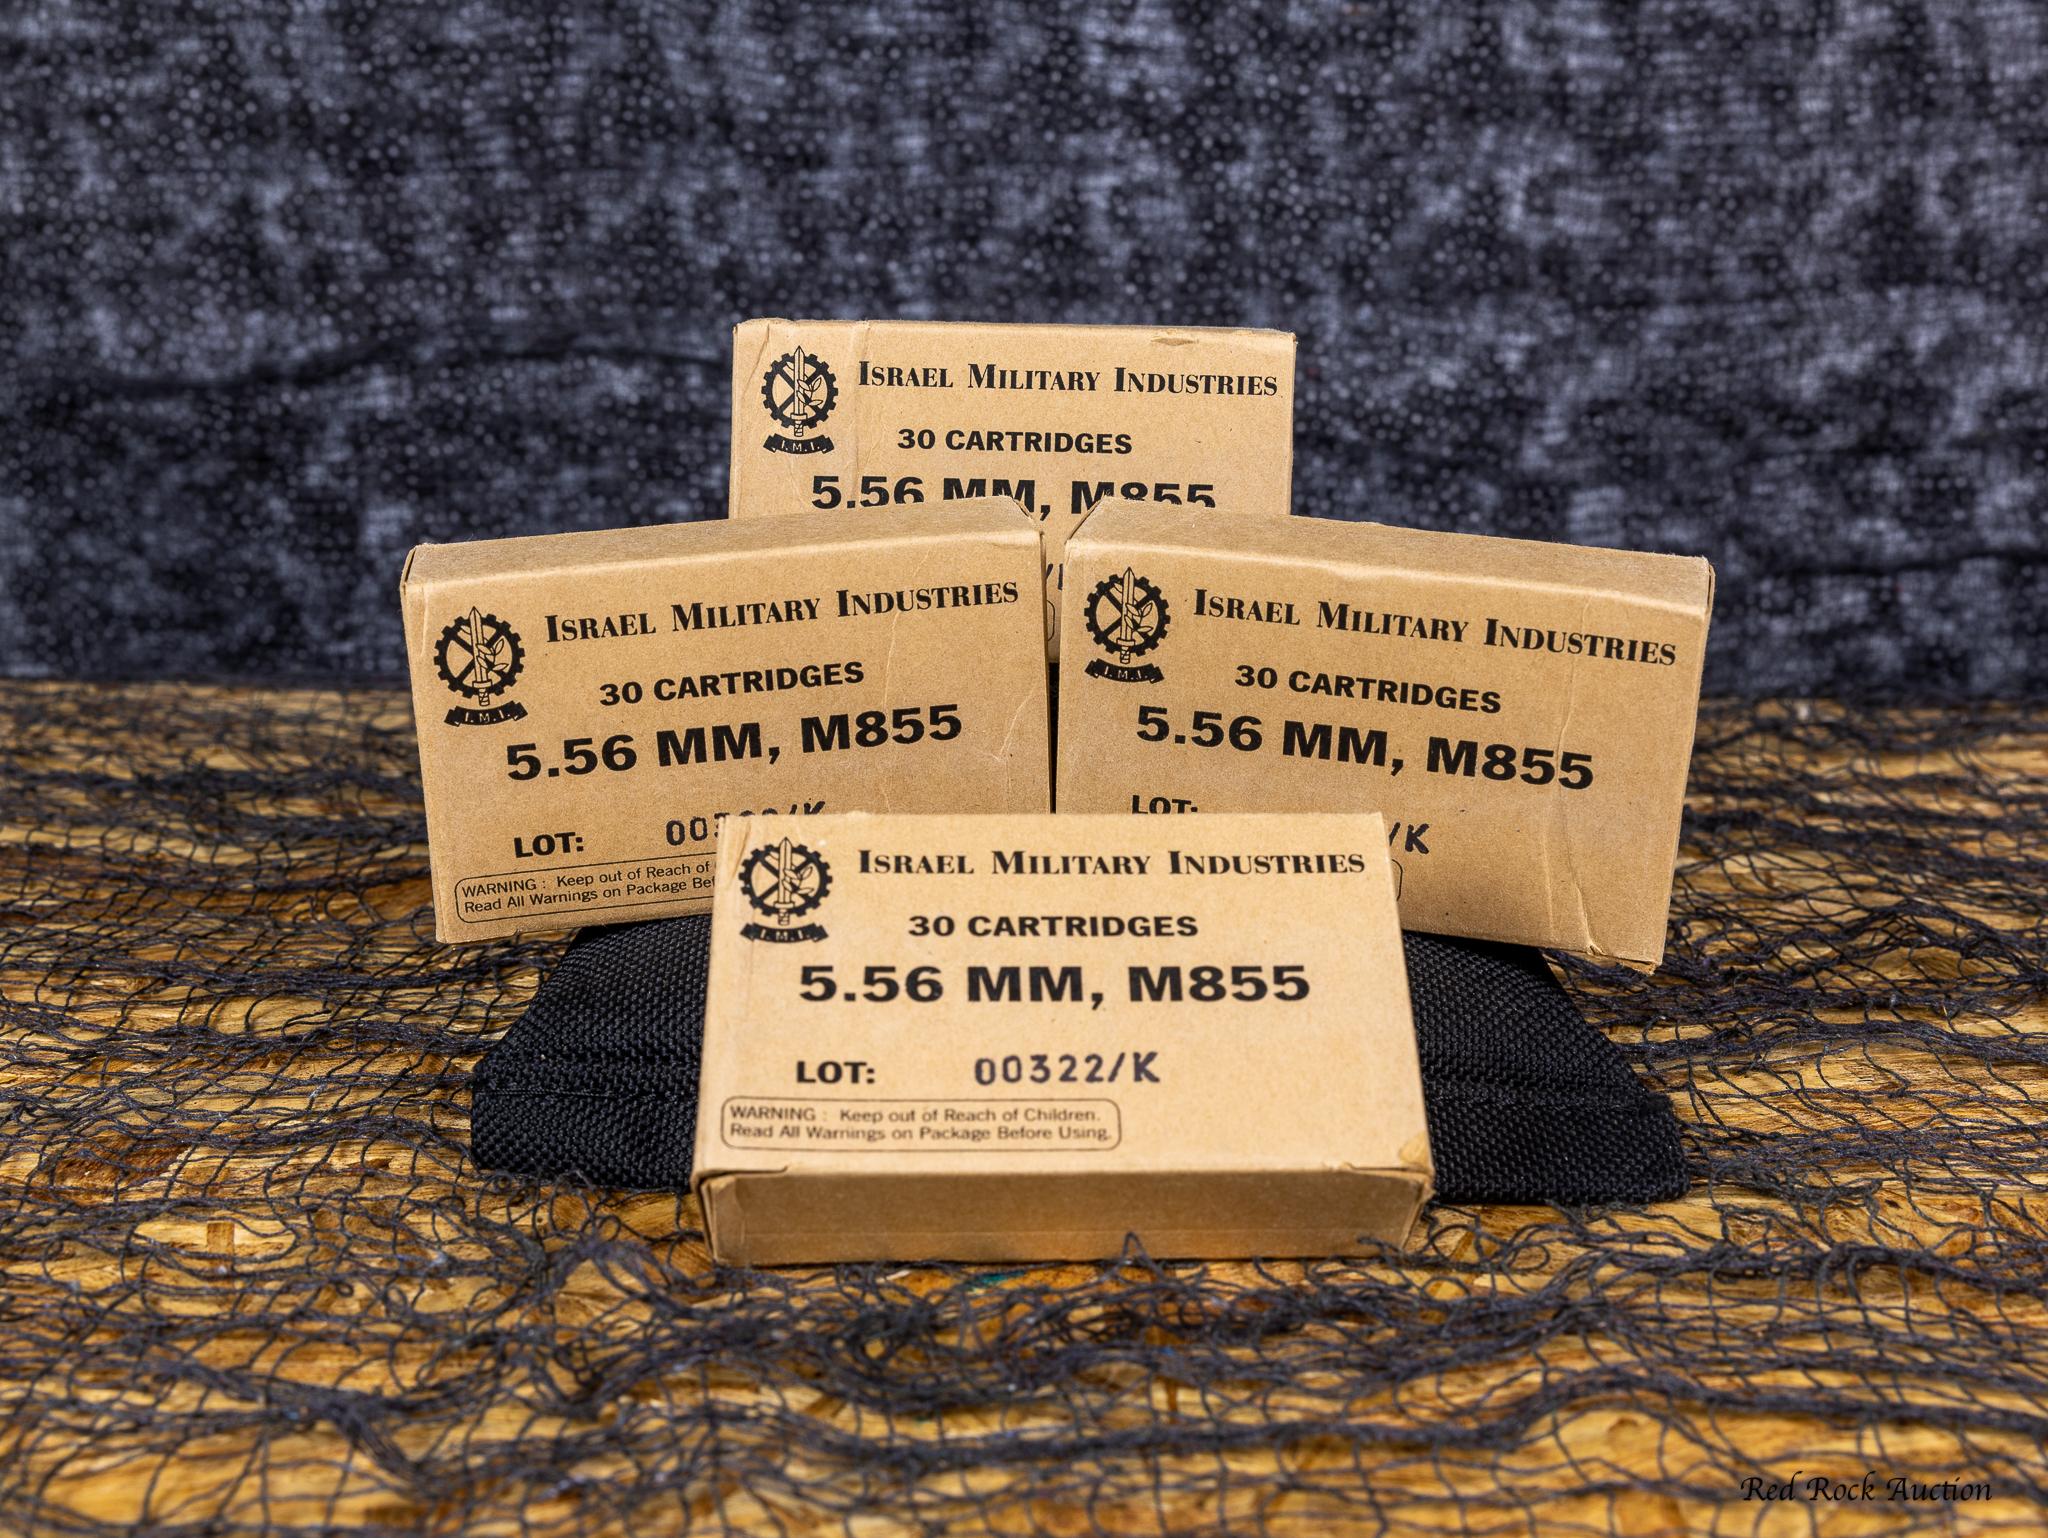 ISRAEL MILITARY INDUSTRIES
I.M.I.
30 CARTRIDGES
5.56 MM, M855
ISRAEL MILITARY INDUSTRIES
I.M.I.
30 CARTRIDGES
5.56 MM, M855
LOT: 00322/K
WARNING : Keep out of Reach of
Read All Warnings on Package
ISRAEL MILITARY INDUSTRIES
I.M.I.
30 CARTRIDGES
5.56 MM, M855
LOT: /K
ISRAEL MILITARY INDUSTRIES
I.M.I.
30 CARTRIDGES
5.56 MM, M855
LOT: 00322/K
WARNING : Keep out of Reach of Children.
Read All Warnings on Package Before Using.
Red Rock Auction